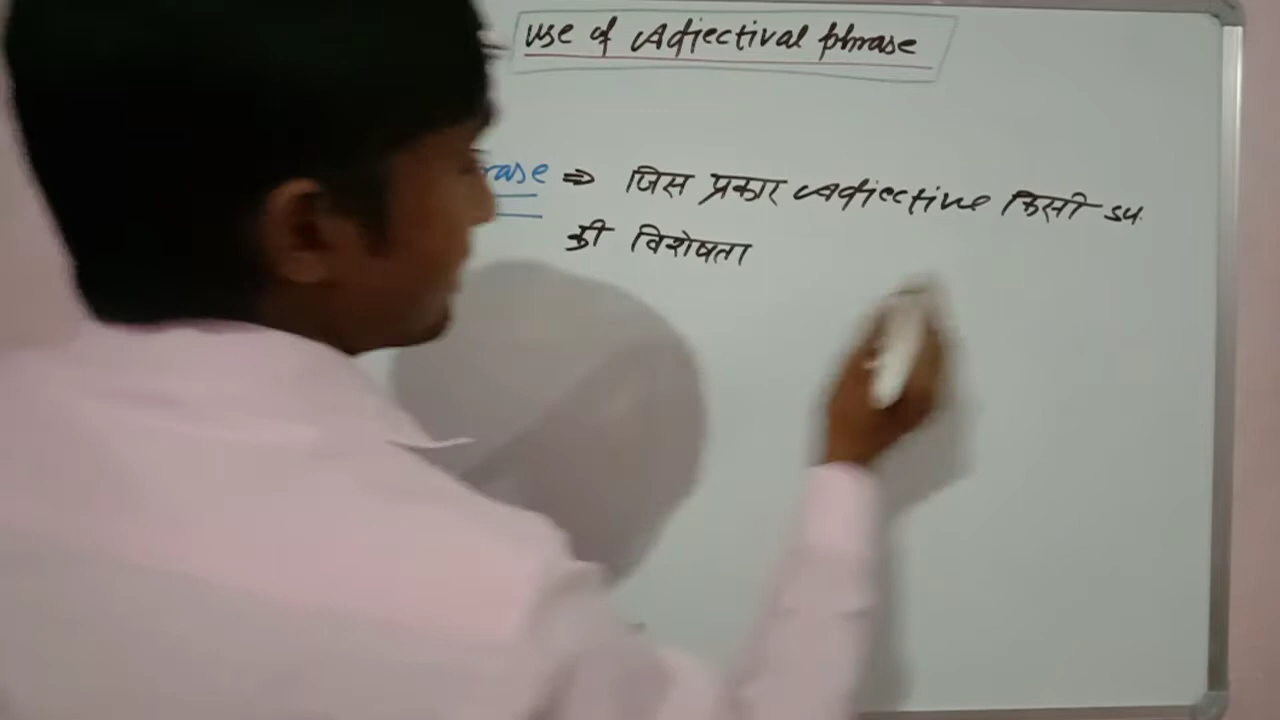 use of Adjectival phrase
rase ⇒ जिस प्रकार Adjective किसी su.
की विशेषता